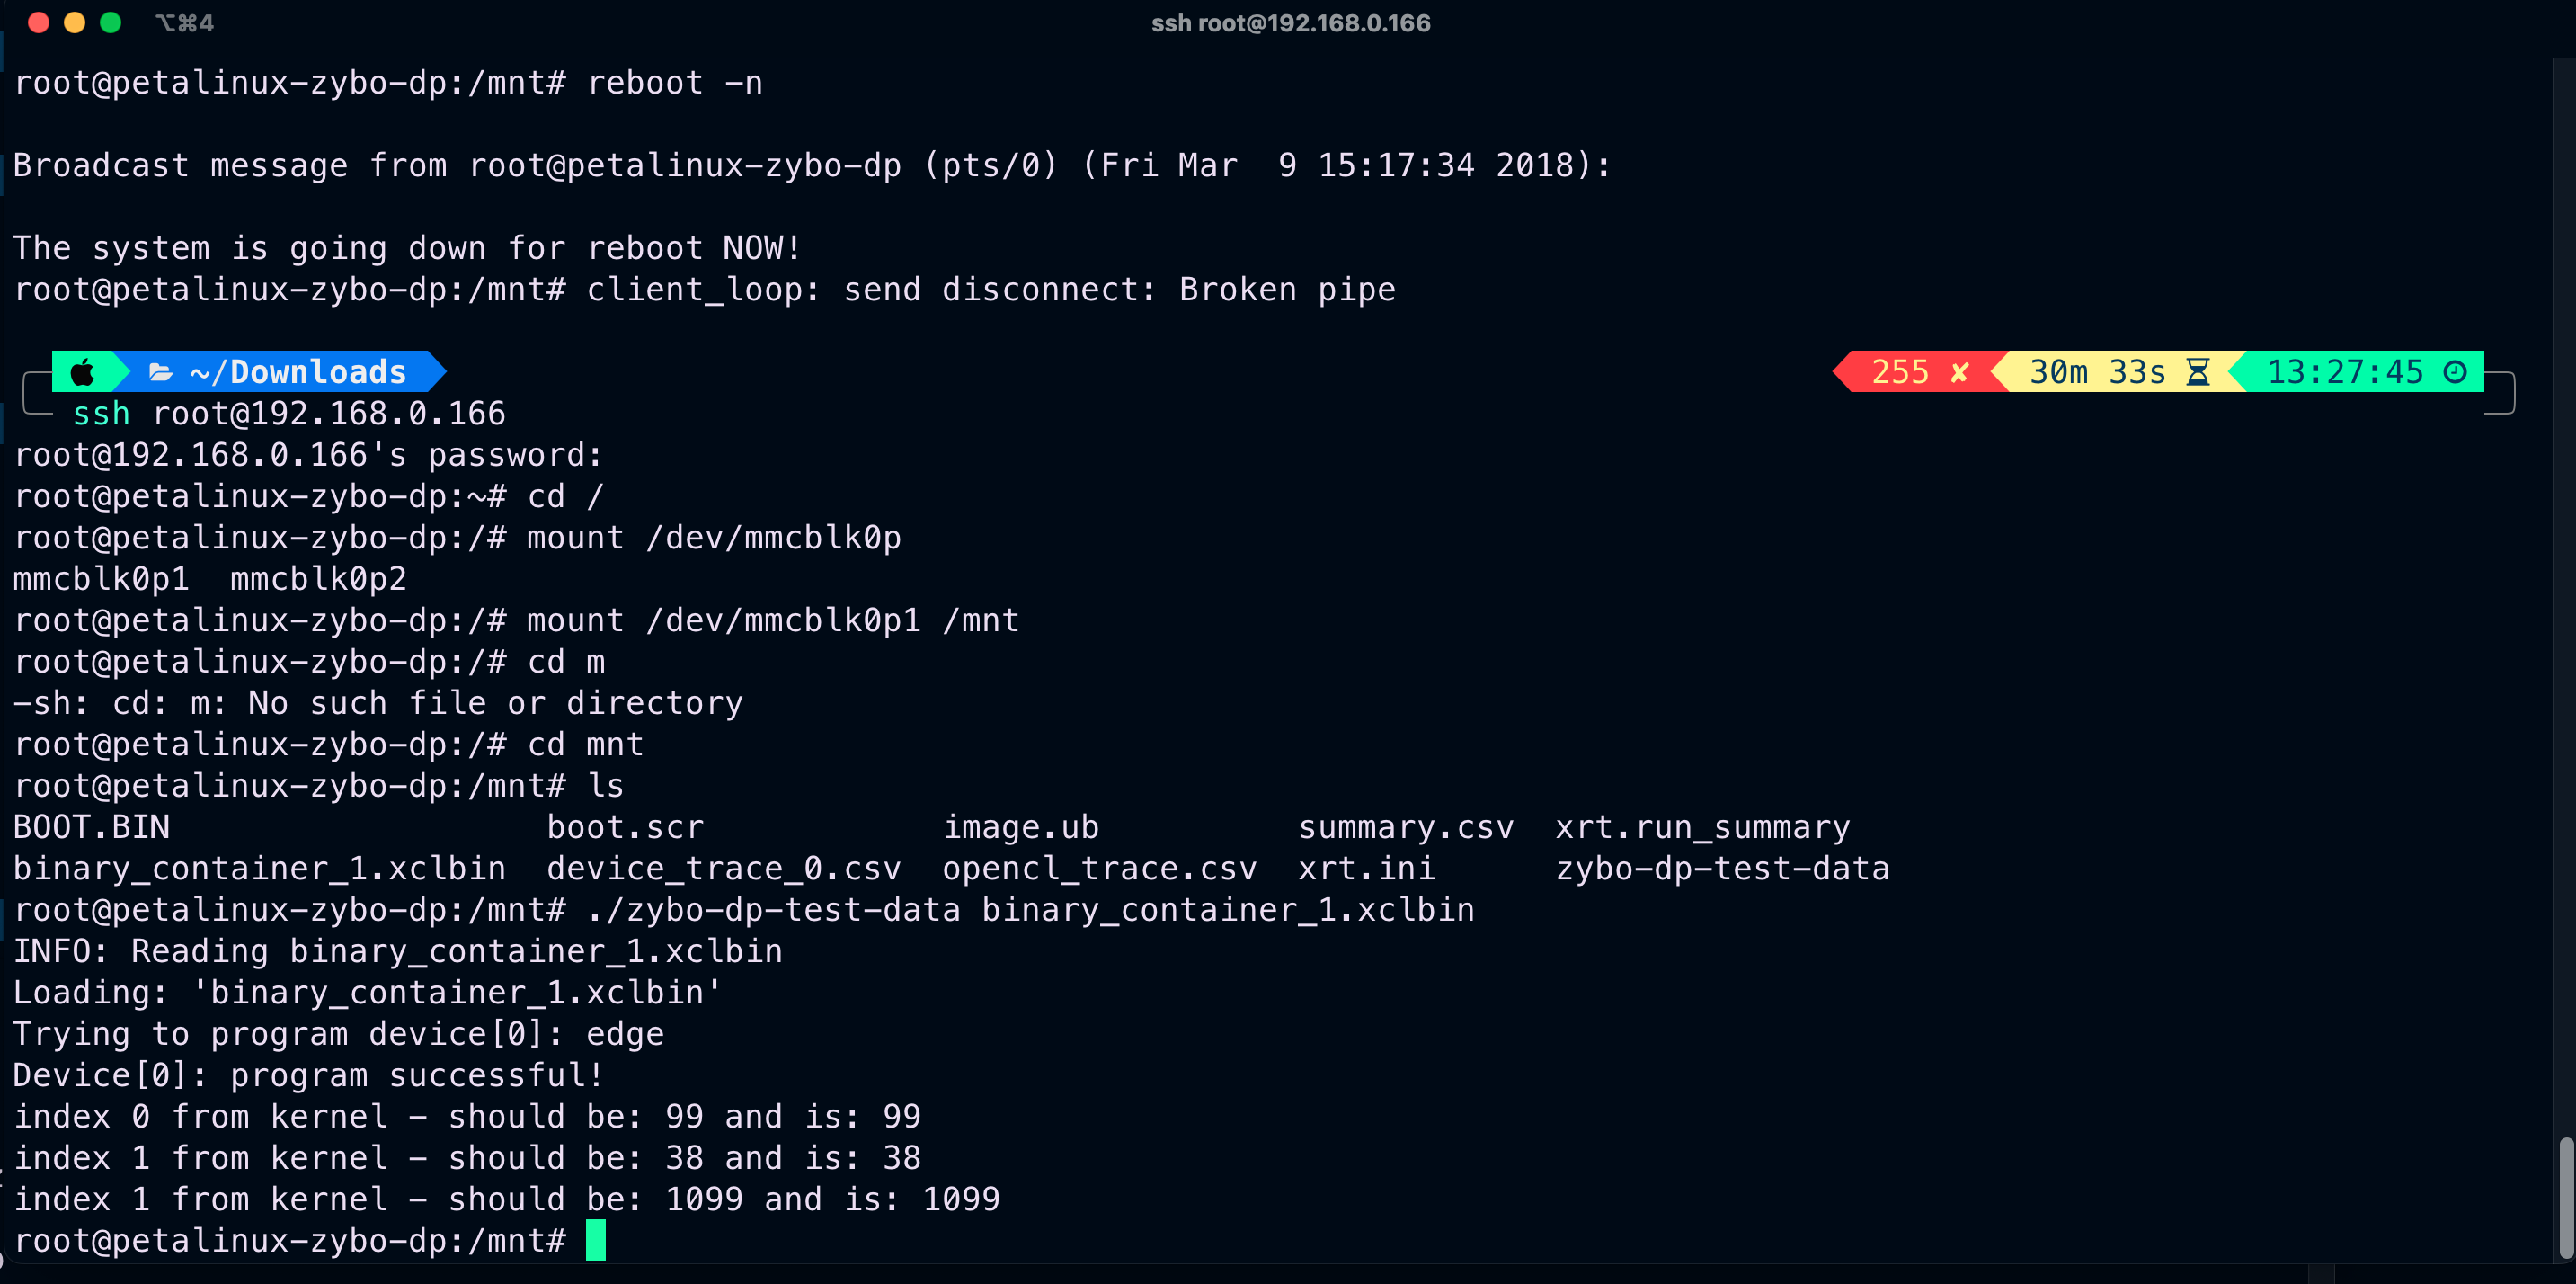 ⌥⌘4 ssh root@192.168.0.166
root@petalinux-zybo-dp:/mnt# reboot -n
Broadcast message from root@petalinux-zybo-dp (pts/0) (Fri Mar  9 15:17:34 2018):
The system is going down for reboot NOW!
root@petalinux-zybo-dp:/mnt# client_loop: send disconnect: Broken pipe
~/Downloads 255 ✘ 30m 33s 13:27:45
ssh root@192.168.0.166
root@192.168.0.166's password:
root@petalinux-zybo-dp:~# cd /
root@petalinux-zybo-dp:/# mount /dev/mmcblk0p
mmcblk0p1  mmcblk0p2
root@petalinux-zybo-dp:/# mount /dev/mmcblk0p1 /mnt
root@petalinux-zybo-dp:/# cd m
-sh: cd: m: No such file or directory
root@petalinux-zybo-dp:/# cd mnt
root@petalinux-zybo-dp:/mnt# ls
BOOT.BIN                   boot.scr            image.ub          summary.csv  xrt.run_summary
binary_container_1.xclbin  device_trace_0.csv  opencl_trace.csv  xrt.ini      zybo-dp-test-data
root@petalinux-zybo-dp:/mnt# ./zybo-dp-test-data binary_container_1.xclbin
INFO: Reading binary_container_1.xclbin
Loading: 'binary_container_1.xclbin'
Trying to program device[0]: edge
Device[0]: program successful!
index 0 from kernel - should be: 99 and is: 99
index 1 from kernel - should be: 38 and is: 38
index 1 from kernel - should be: 1099 and is: 1099
root@petalinux-zybo-dp:/mnt#